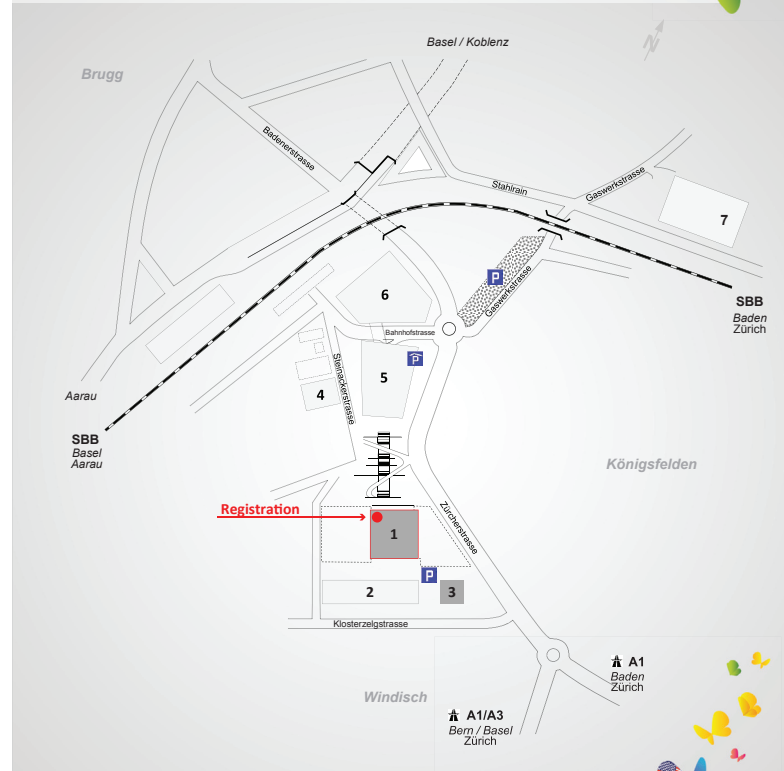 Basel / Koblenz
N
Brugg
Badenerstrasse
Stahlrain
Gaswerkstrasse
7
P
6
Gaswerkstrasse
SBB
Baden
Zürich
Bahnhofstrasse
P
5
Steinackerstrasse
4
Aarau
SBB
Basel
Aarau
Königsfelden
Registration
1
Zürcherstrasse
P
2
3
Klosterzelgstrasse
A1
Baden
Zürich
Windisch
A1/A3
Bern / Basel
Zürich